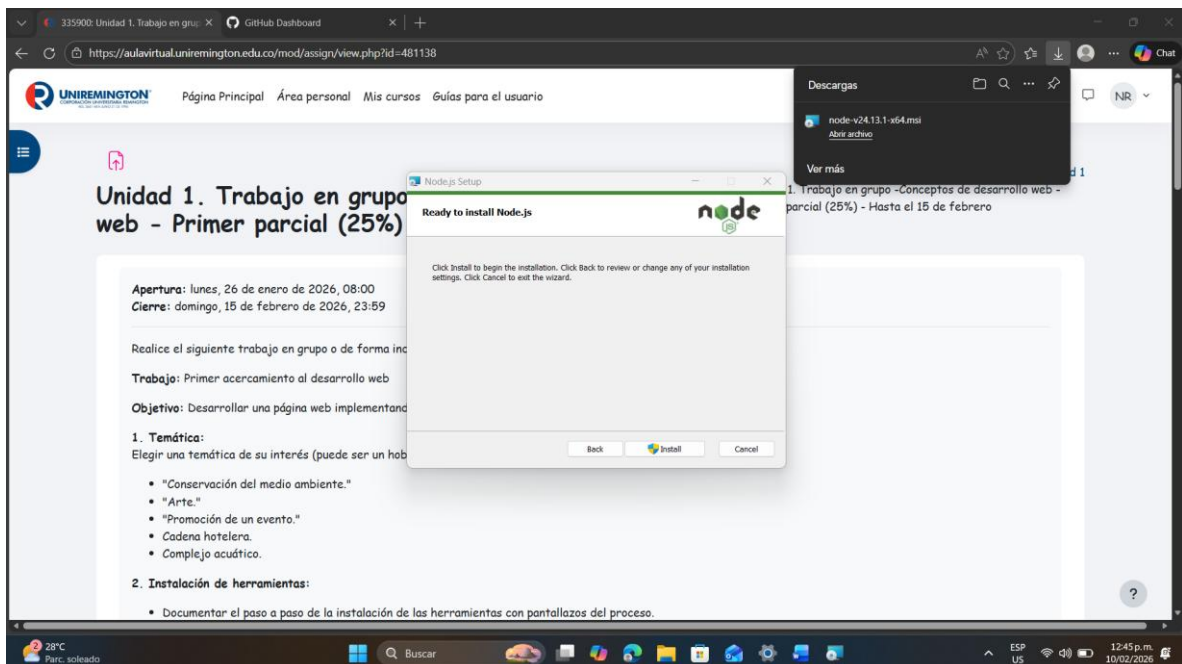 335900: Unidad 1. Trabajo en grup
GitHub Dashboard
https://aulavirtual.uniremington.edu.co/mod/assign/view.php?id=481138
Chat
UNIREMINGTON
CORPORACIÓN UNIVERSITARIA REMINGTON
Página Principal Área personal Mis cursos Guías para el usuario
NR
Descargas
node-v24.13.1-x64.msi
Abrir archivo
Ver más
d 1
1. Trabajo en grupo -Conceptos de desarrollo web -
parcial (25%) - Hasta el 15 de febrero
Unidad 1. Trabajo en grupo
web - Primer parcial (25%)
Node.js Setup
Ready to install Node.js
node
JS
Click Install to begin the installation. Click Back to review or change any of your installation
settings. Click Cancel to exit the wizard.
Back Install Cancel
Apertura: lunes, 26 de enero de 2026, 08:00
Cierre: domingo, 15 de febrero de 2026, 23:59
Realice el siguiente trabajo en grupo o de forma inc
Trabajo: Primer acercamiento al desarrollo web
Objetivo: Desarrollar una página web implementand
1. Temática:
Elegir una temática de su interés (puede ser un hob
• "Conservación del medio ambiente."
• "Arte."
• "Promoción de un evento."
• Cadena hotelera.
• Complejo acuático.
2. Instalación de herramientas:
• Documentar el paso a paso de la instalación de las herramientas con pantallazos del proceso.
?
2
28°C
Parc. soleado
Buscar
ESP
US
12:45 p. m.
10/02/2026